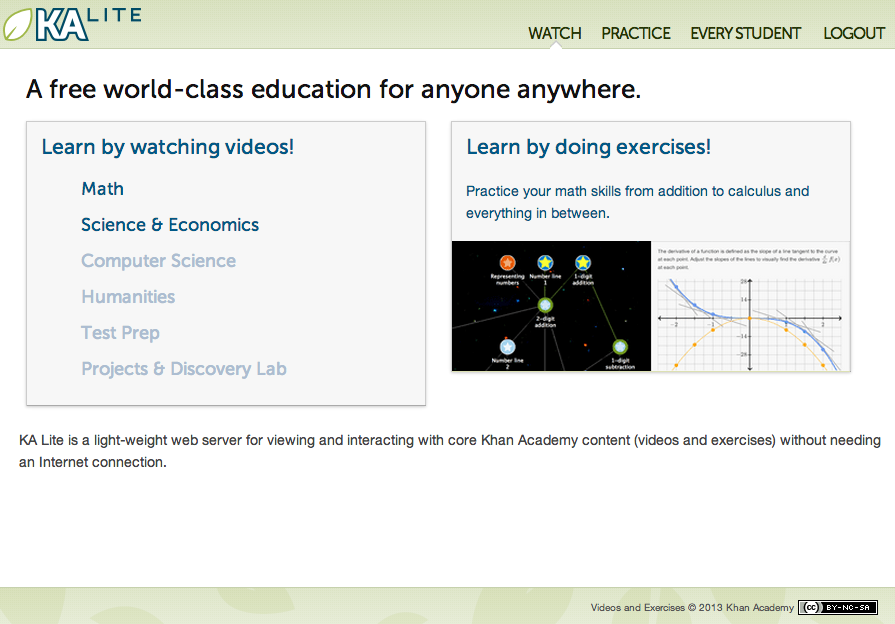 KA LITE
WATCH PRACTICE EVERY STUDENT LOGOUT
A free world-class education for anyone anywhere.
Learn by watching videos!
Math
Science & Economics
Computer Science
Humanities
Test Prep
Projects & Discovery Lab
Learn by doing exercises!
Practice your math skills from addition to calculus and
everything in between.
Representing
numbers
Number line
1
1-digit
addition
2-digit
addition
Number line
2
1-digit
subtraction
The derivative of a function is defined as the slope of a line tangent to the curve
at each point. Adjust the slopes of the lines to visually find the derivative d/dx f(x)
at each point.
28
14
-2 -1 1 2
-14
-28
KA Lite is a light-weight web server for viewing and interacting with core Khan Academy content (videos and exercises) without needing
an Internet connection.
Videos and Exercises © 2013 Khan Academy (cc) BY-NC-SA